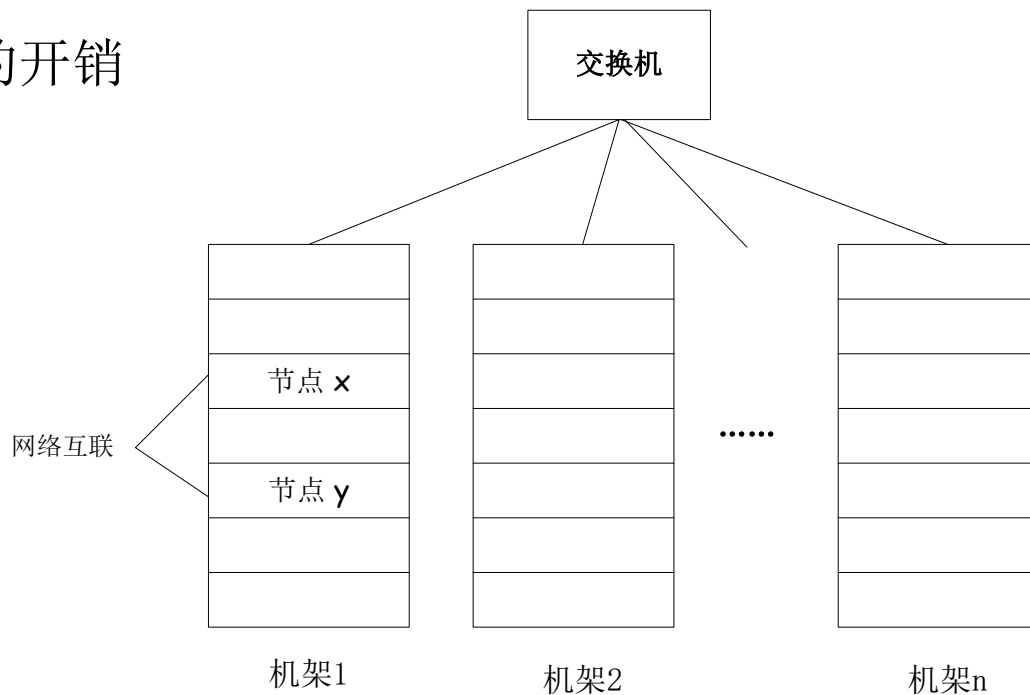 的开销
交换机
节点 x
网络互联
......
节点 y
机架1
机架2
机架n